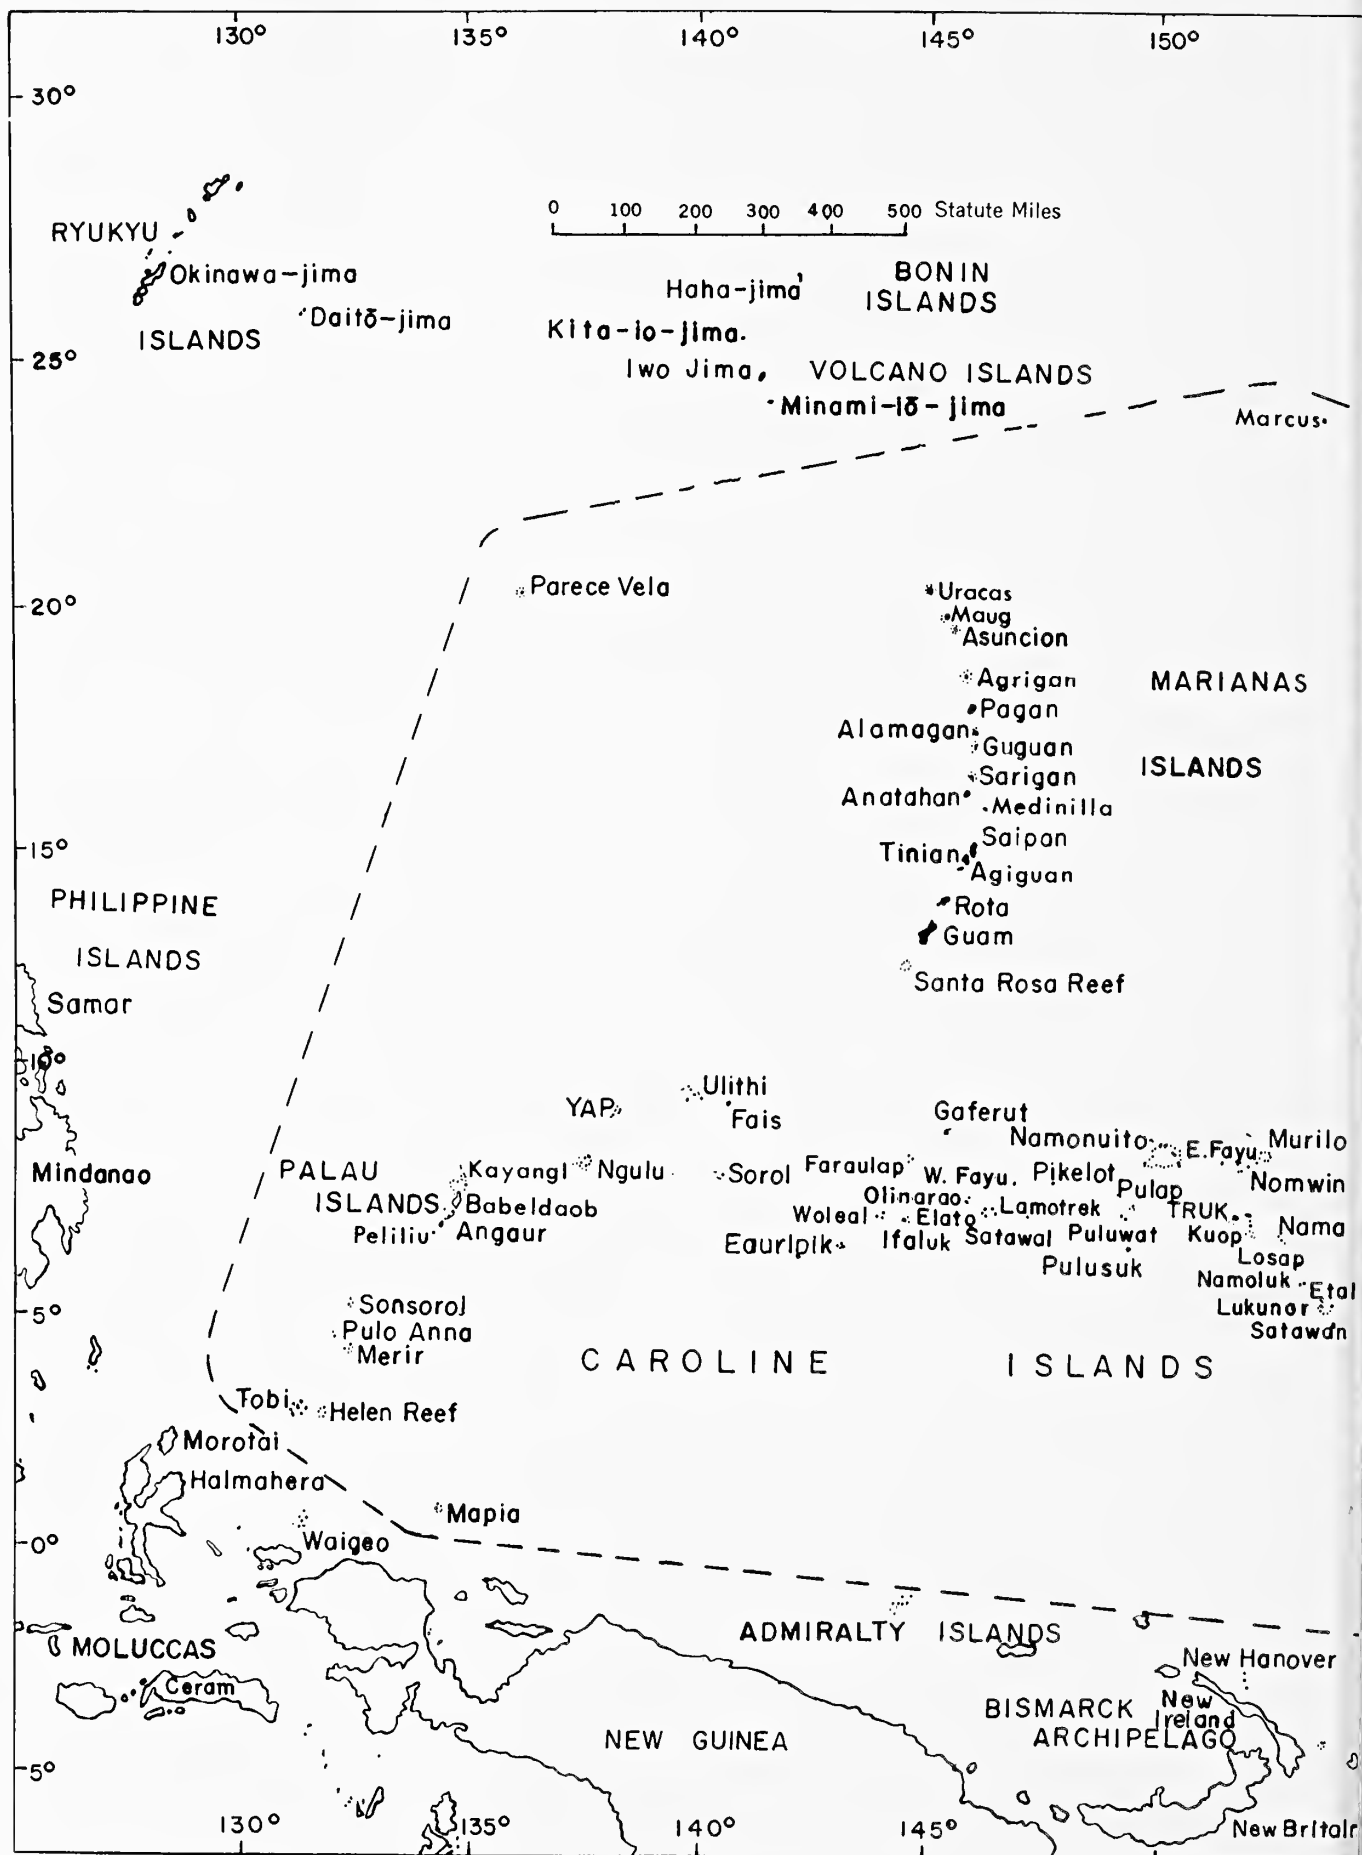 130° 135° 140° 145° 150°
30°
0 100 200 300 400 500 Statute Miles
RYUKYU
Okinawa-jima
ISLANDS
Daitō-jima
Haha-jima
BONIN
ISLANDS
Kita-io-jima
25°
Iwo Jima
VOLCANO ISLANDS
Minami-iō-jima
Marcus
Parece Vela
20°
Uracas
Maug
Asuncion
Agrigan
MARIANAS
Pagan
Alamagan
Guguan
ISLANDS
Sarigan
Anatahan
Medinilla
Saipan
15°
Tinian
Agiguan
PHILIPPINE
Rota
Guam
ISLANDS
Santa Rosa Reef
Samar
10°
Ulithi
YAP
Fais
Gaferut
Namonuito
E. Fayu
Murilo
Mindanao
PALAU
Kayangl
Ngulu
Sorol
Faraulap
W. Fayu.
Pikelot
Pulap
Nomwin
ISLANDS
Babeldaob
Olinarao
Woleal
Elato
Lamotrek
TRUK
Nama
Peliliu
Angaur
Eaurlpik
Ifaluk
Satawal
Puluwat
Kuop
Losap
Pulusuk
Namoluk
Etal
5°
Sonsorol
Lukunor
Pulo Anna
Satawan
Merir
CAROLINE ISLANDS
Tobi
Helen Reef
Morotai
Halmahera
Mapia
0°
Waigeo
ADMIRALTY ISLANDS
MOLUCCAS
New Hanover
Ceram
BISMARCK
ARCHIPELAGO
New
Ireland
NEW GUINEA
5°
New Britair
130° 135° 140° 145°